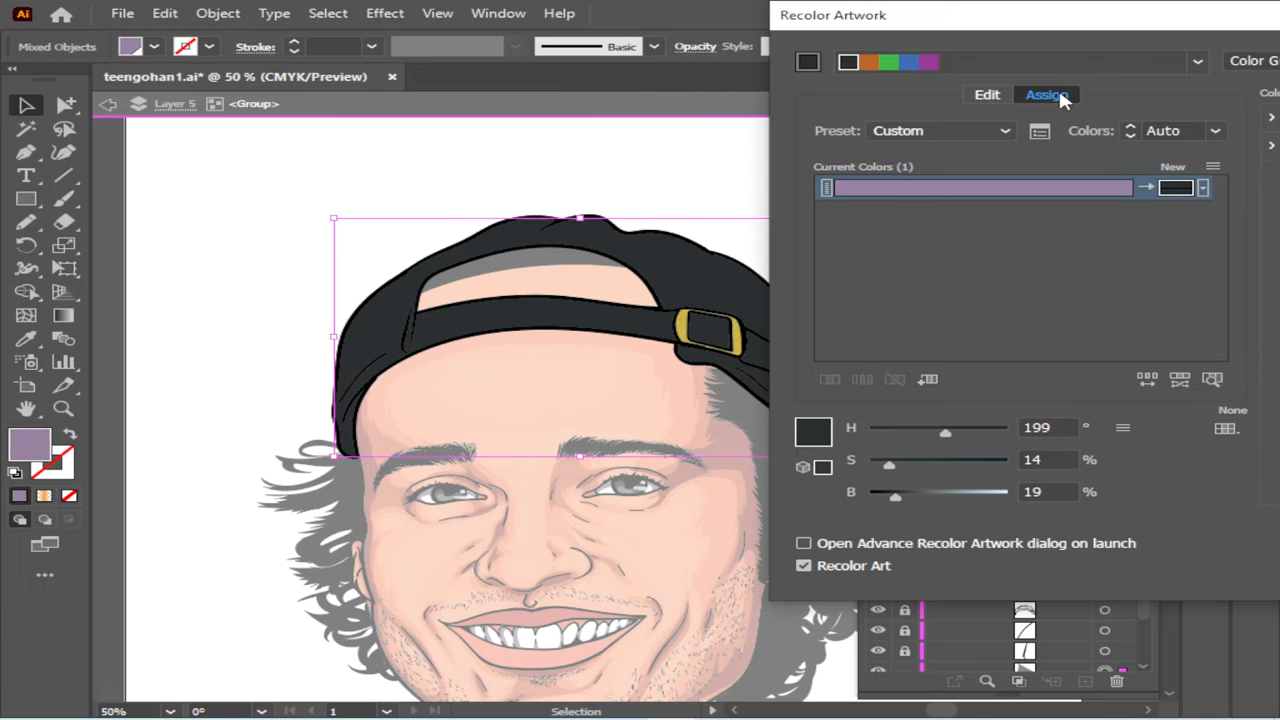 Ai File Edit Object Type Select Effect View Window Help
Recolor Artwork
Mixed Objects Stroke: Basic Opacity Style:
Color G
teengohan1.ai* @ 50 % (CMYK/Preview) ×
Edit Assign
Layer 5 <Group>
Preset: Custom Colors: Auto
Current Colors (1) New
None
H 199 °
S 14 %
B 19 %
Open Advance Recolor Artwork dialog on launch
Recolor Art
50% 0° 1 Selection